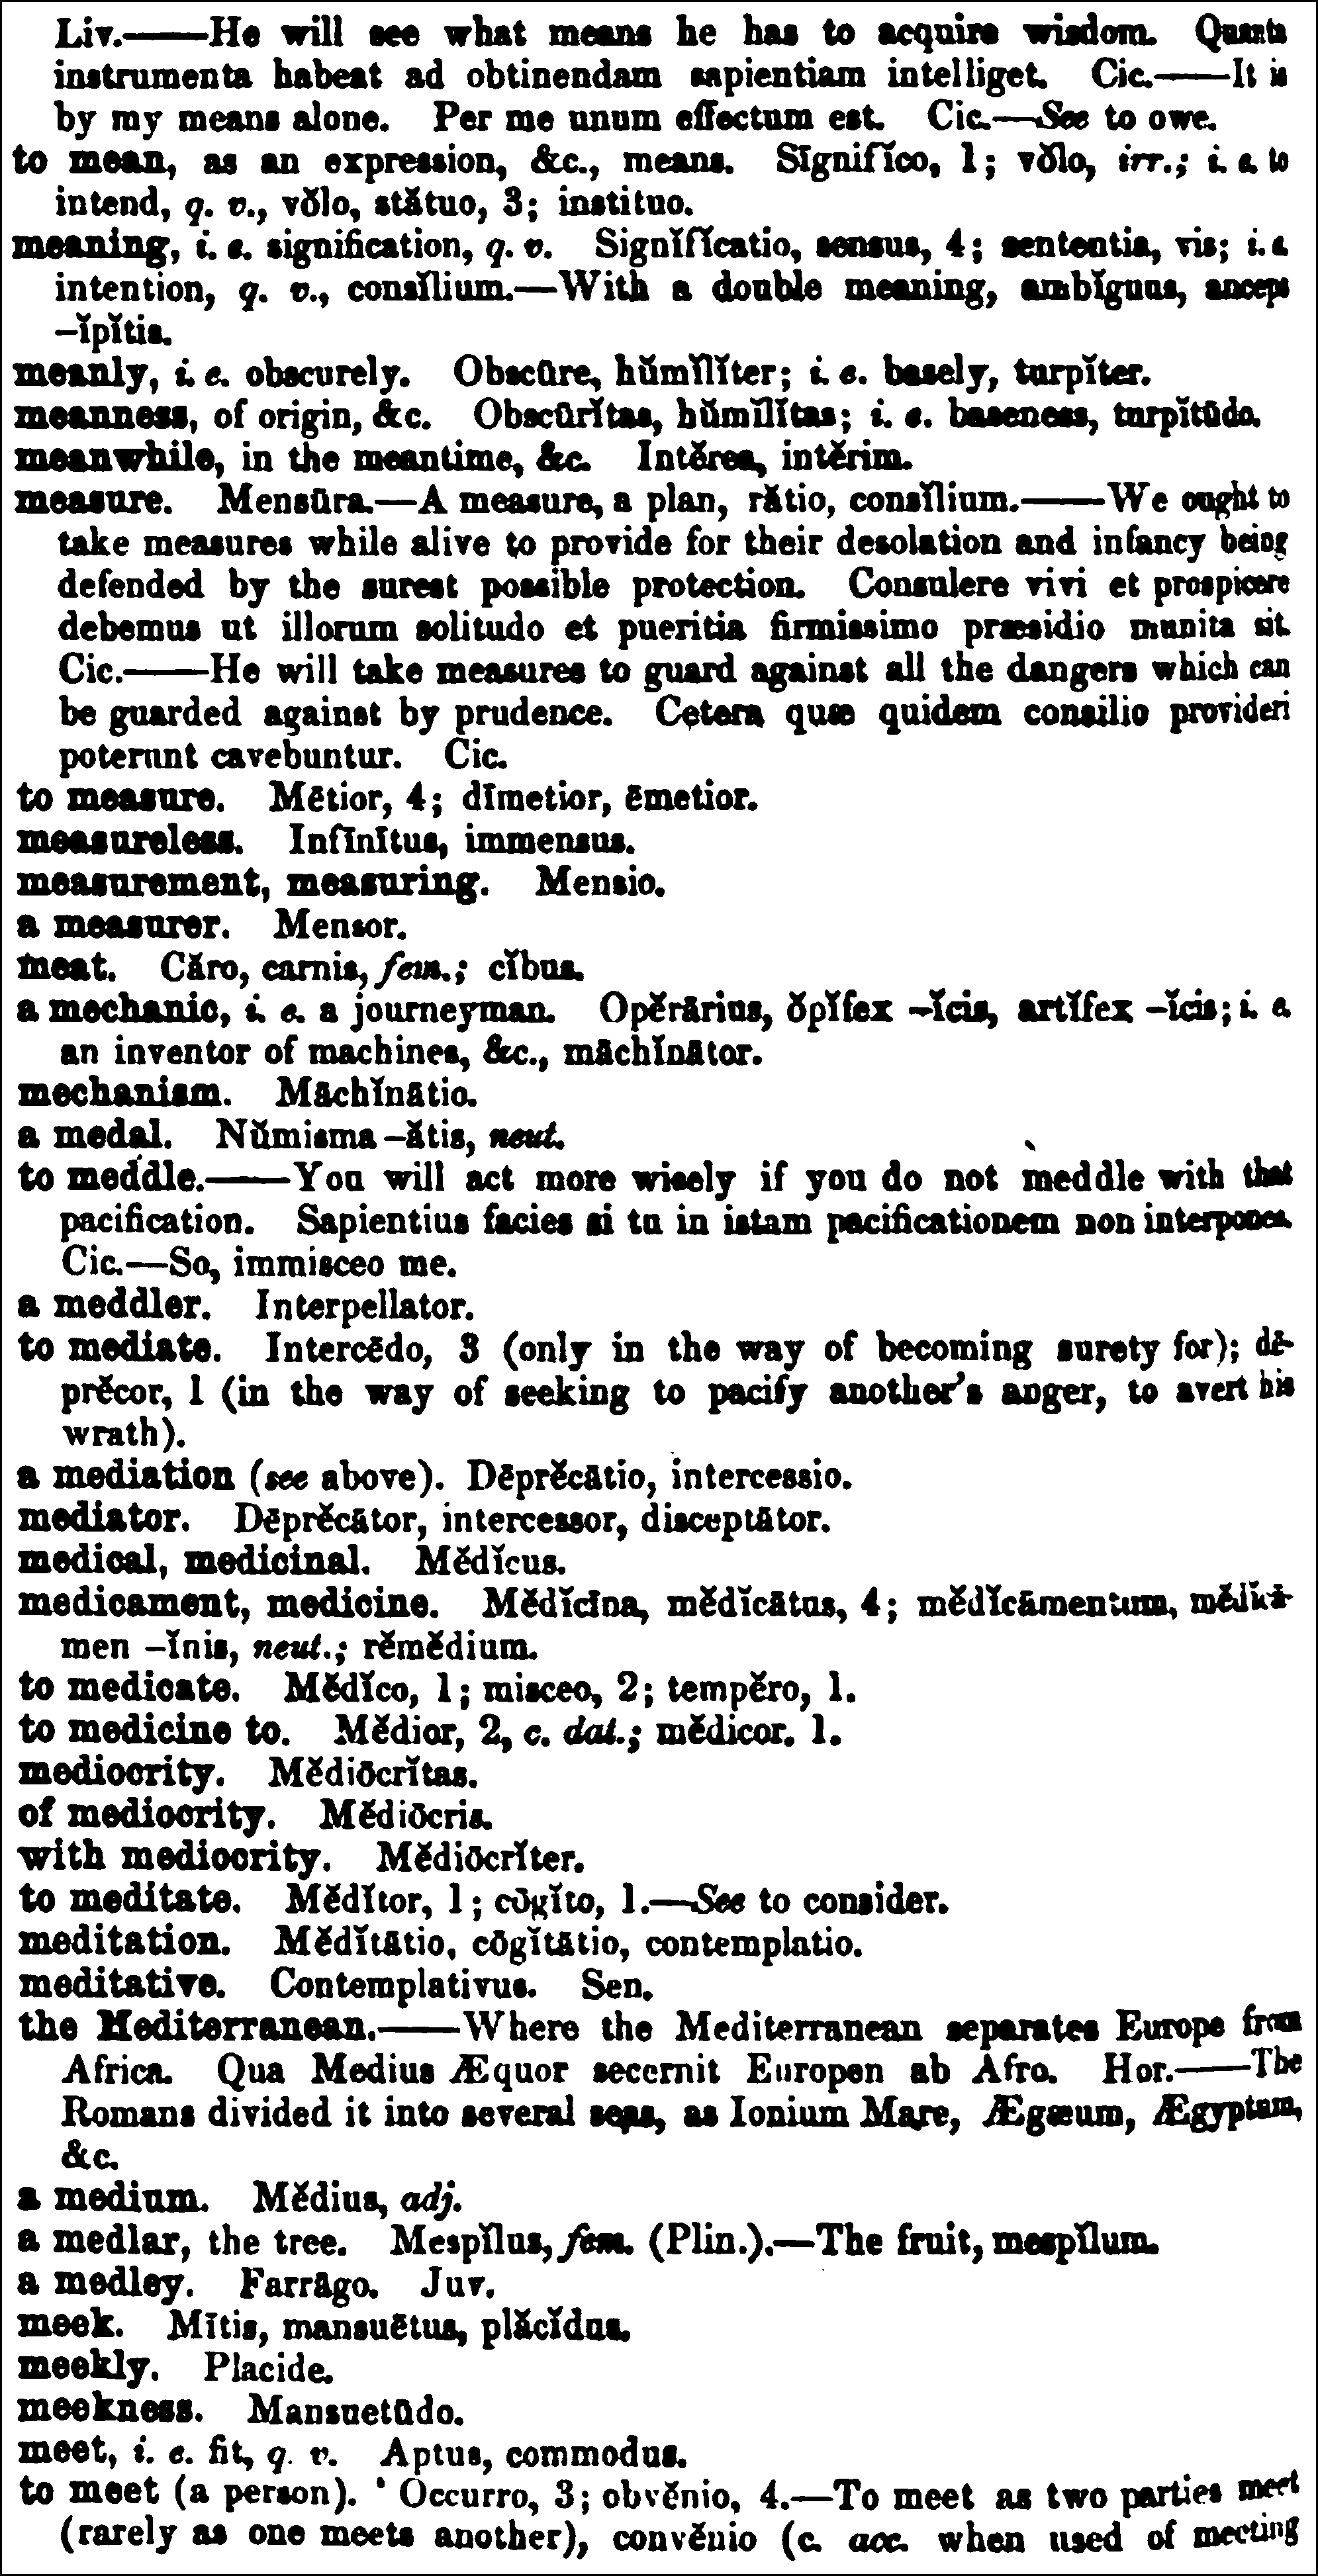 Liv.——He will see what means he has to acquire wisdom. Quanta
instrumenta habeat ad obtinendam sapientiam intelliget. Cic.——It is
by my means alone. Per me unum effectum est. Cic.—See to owe.
to mean, as an expression, &c., means. Sīgnifĭco, 1; vŏlo, irr.; i. e. to
intend, q. v., vŏlo, stătuo, 3; instituo.
meaning, i. e. signification, q. v. Signĭfĭcatio, sensus, 4; sententia, vis; i. e.
intention, q. v., consĭlium.—With a double meaning, ambĭguus, anceps
–ĭpĭtis.
meanly, i. e. obscurely. Obscūre, hŭmĭlĭter; i. e. basely, turpĭter.
meanness, of origin, &c. Obscūrĭtas, hŭmĭlĭtas; i. e. baseness, turpĭtūdo.
meanwhile, in the meantime, &c. Intĕrea, intĕrim.
measure. Mensūra.—A measure, a plan, rătio, consĭlium.——We ought to
take measures while alive to provide for their desolation and infancy being
defended by the surest possible protection. Consulere vivi et prospicere
debemus ut illorum solitudo et pueritia firmissimo præsidio munita sit.
Cic.——He will take measures to guard against all the dangers which can
be guarded against by prudence. Cetera quæ quidem consilio provideri
poterunt cavebuntur. Cic.
to measure. Mētior, 4; dīmetior, ēmetior.
measureless. Infīnītus, immensus.
measurement, measuring. Mensio.
a measurer. Mensor.
meat. Căro, carnis, fem.; cĭbus.
a mechanic, i. e. a journeyman. Opĕrārius, ŏpĭfex –ĭcis, artĭfex –ĭcis; i. e.
an inventor of machines, &c., māchĭnātor.
mechanism. Māchĭnātio.
a medal. Nŭmisma –ătis, neut.
to meddle.——You will act more wisely if you do not meddle with that
pacification. Sapientius facies si tu in istam pacificationem non interpones.
Cic.—So, immisceo me.
a meddler. Interpellator.
to mediate. Intercēdo, 3 (only in the way of becoming surety for); dē-
prĕcor, 1 (in the way of seeking to pacify another's anger, to avert his
wrath).
a mediation (see above). Dēprĕcātio, intercessio.
mediator. Dēprĕcātor, intercessor, disceptātor.
medical, medicinal. Mĕdĭcus.
medicament, medicine. Mĕdĭcīna, mĕdĭcātus, 4; mĕdĭcāmentum, mĕdĭcā-
men –ĭnis, neut.; rĕmĕdium.
to medicate. Mĕdĭco, 1; misceo, 2; tempĕro, 1.
to medicine to. Mĕdior, 2, c. dat.; mĕdicor. 1.
mediocrity. Mĕdiōcrĭtas.
of mediocrity. Mĕdiōcris.
with mediocrity. Mĕdiōcrĭter.
to meditate. Mĕdĭtor, 1; cōgĭto, 1.—See to consider.
meditation. Mĕdĭtātio, cōgĭtātio, contemplatio.
meditative. Contemplativus. Sen.
the Mediterranean.——Where the Mediterranean separates Europe from
Africa. Qua Medius Æquor secernit Europen ab Afro. Hor.——The
Romans divided it into several seas, as Ionium Mare, Ægæum, Ægyptum,
&c.
a medium. Mĕdius, adj.
a medlar, the tree. Mespĭlus, fem. (Plin.).—The fruit, mespĭlum.
a medley. Farrāgo. Juv.
meek. Mītis, mansuētus, plăcĭdus.
meekly. Placide.
meekness. Mansuetūdo.
meet, i. e. fit, q. v. Aptus, commodus.
to meet (a person). Occurro, 3; obvĕnio, 4.—To meet as two parties meet
(rarely as one meets another), convĕnio (c. acc. when used of meeting